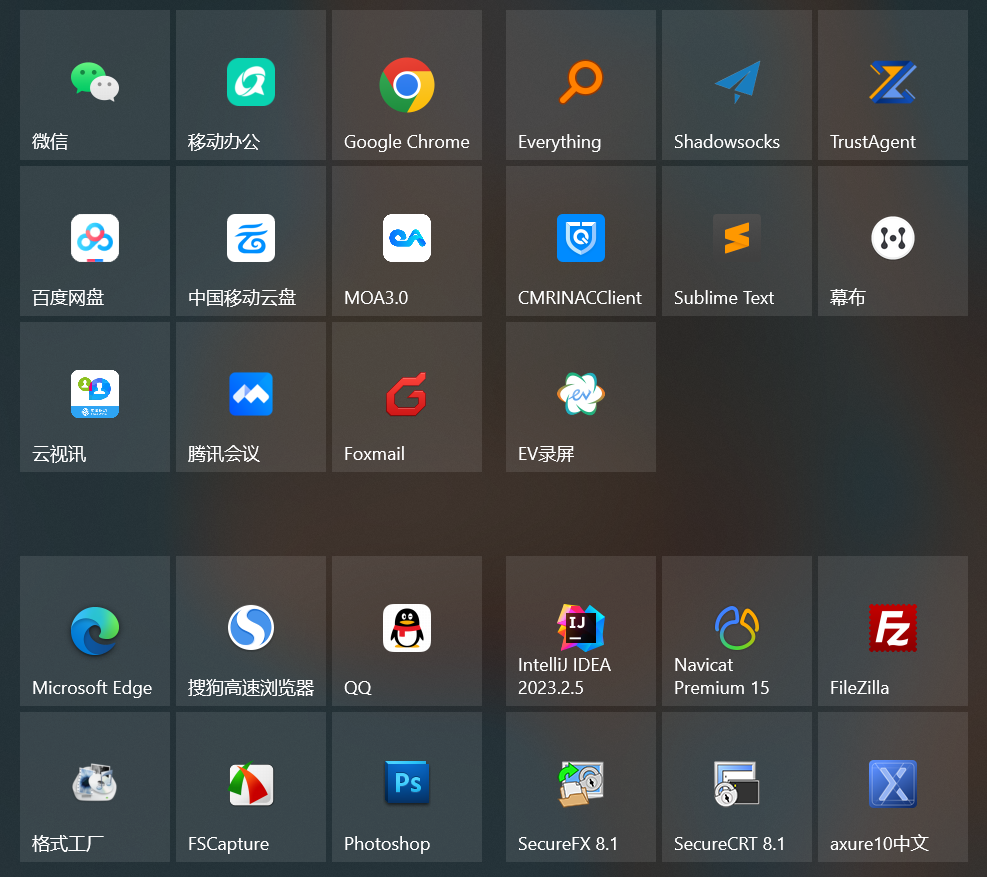 微信
移动办公
Google Chrome
Everything
Shadowsocks
TrustAgent
百度网盘
中国移动云盘
MOA3.0
CMRINACClient
Sublime Text
幕布
云视讯
腾讯会议
Foxmail
EV录屏
Microsoft Edge
搜狗高速浏览器
QQ
IJ
IntelliJ IDEA
2023.2.5
Navicat
Premium 15
Fz
FileZilla
格式工厂
FSCapture
Ps
Photoshop
SecureFX 8.1
SecureCRT 8.1
X
axure10中文